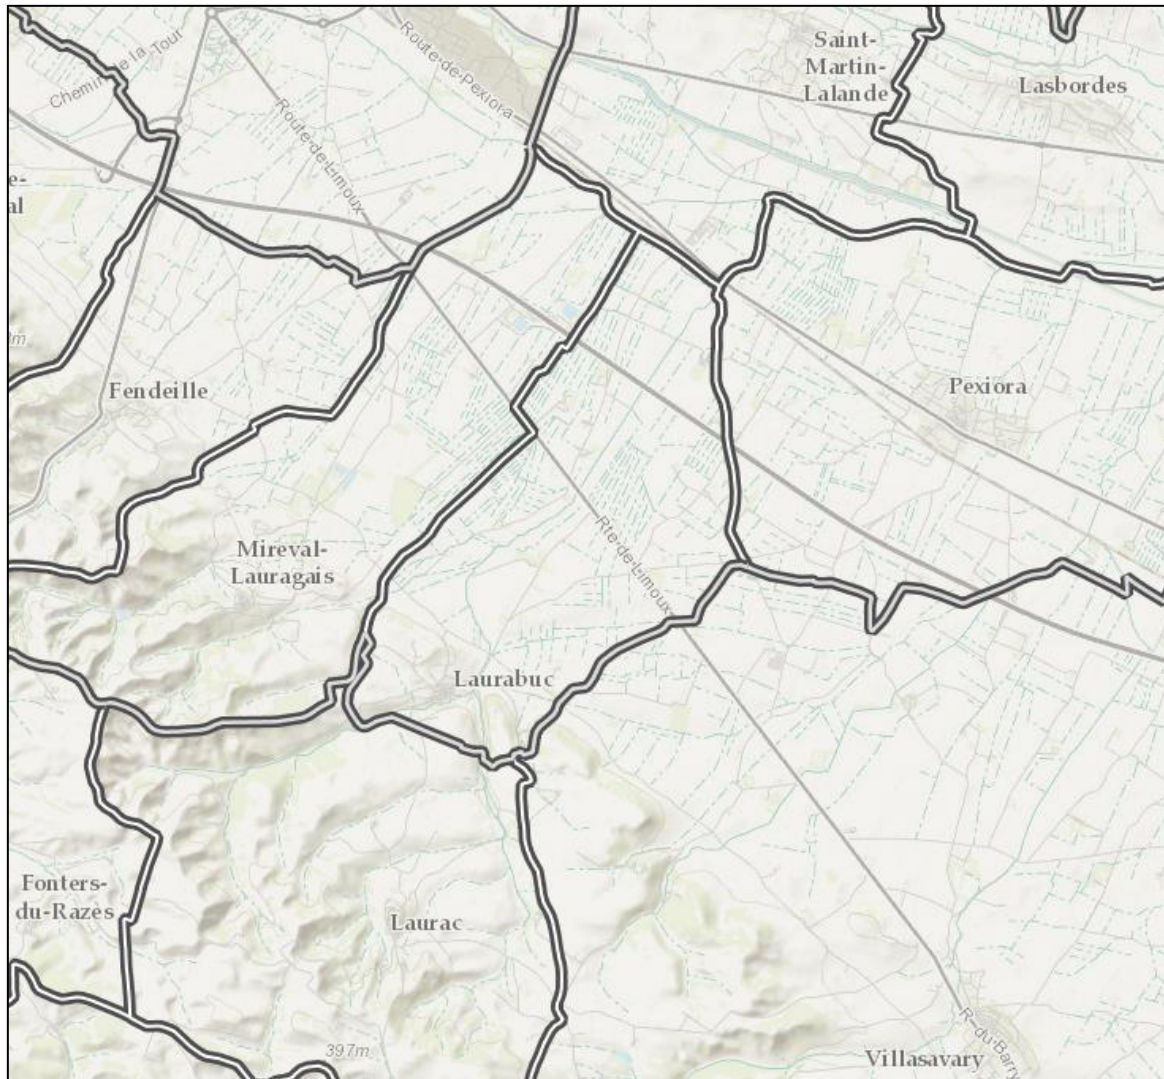 Saint-
Martin-
Lalande
Lasbordes
Chemin de la Tour
Route-de-Pexiora
Route-de-Limoux
e-
al
Fendeille
Pexiora
Mireval-
Lauragais
Rte-de-Limoux
Laurabuc
Fonters-
du-Razès
Laurac
397m
R-du-Barry
Villasavary